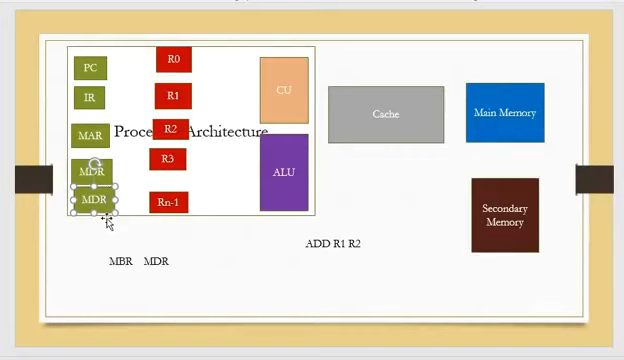 PC
IR
MAR
MDR
MDR
R0
R1
R2
R3
Rn-1
Architecture
CU
ALU
Cache
Main Memory
Secondary
Memory
ADD R1 R2
MBR MDR